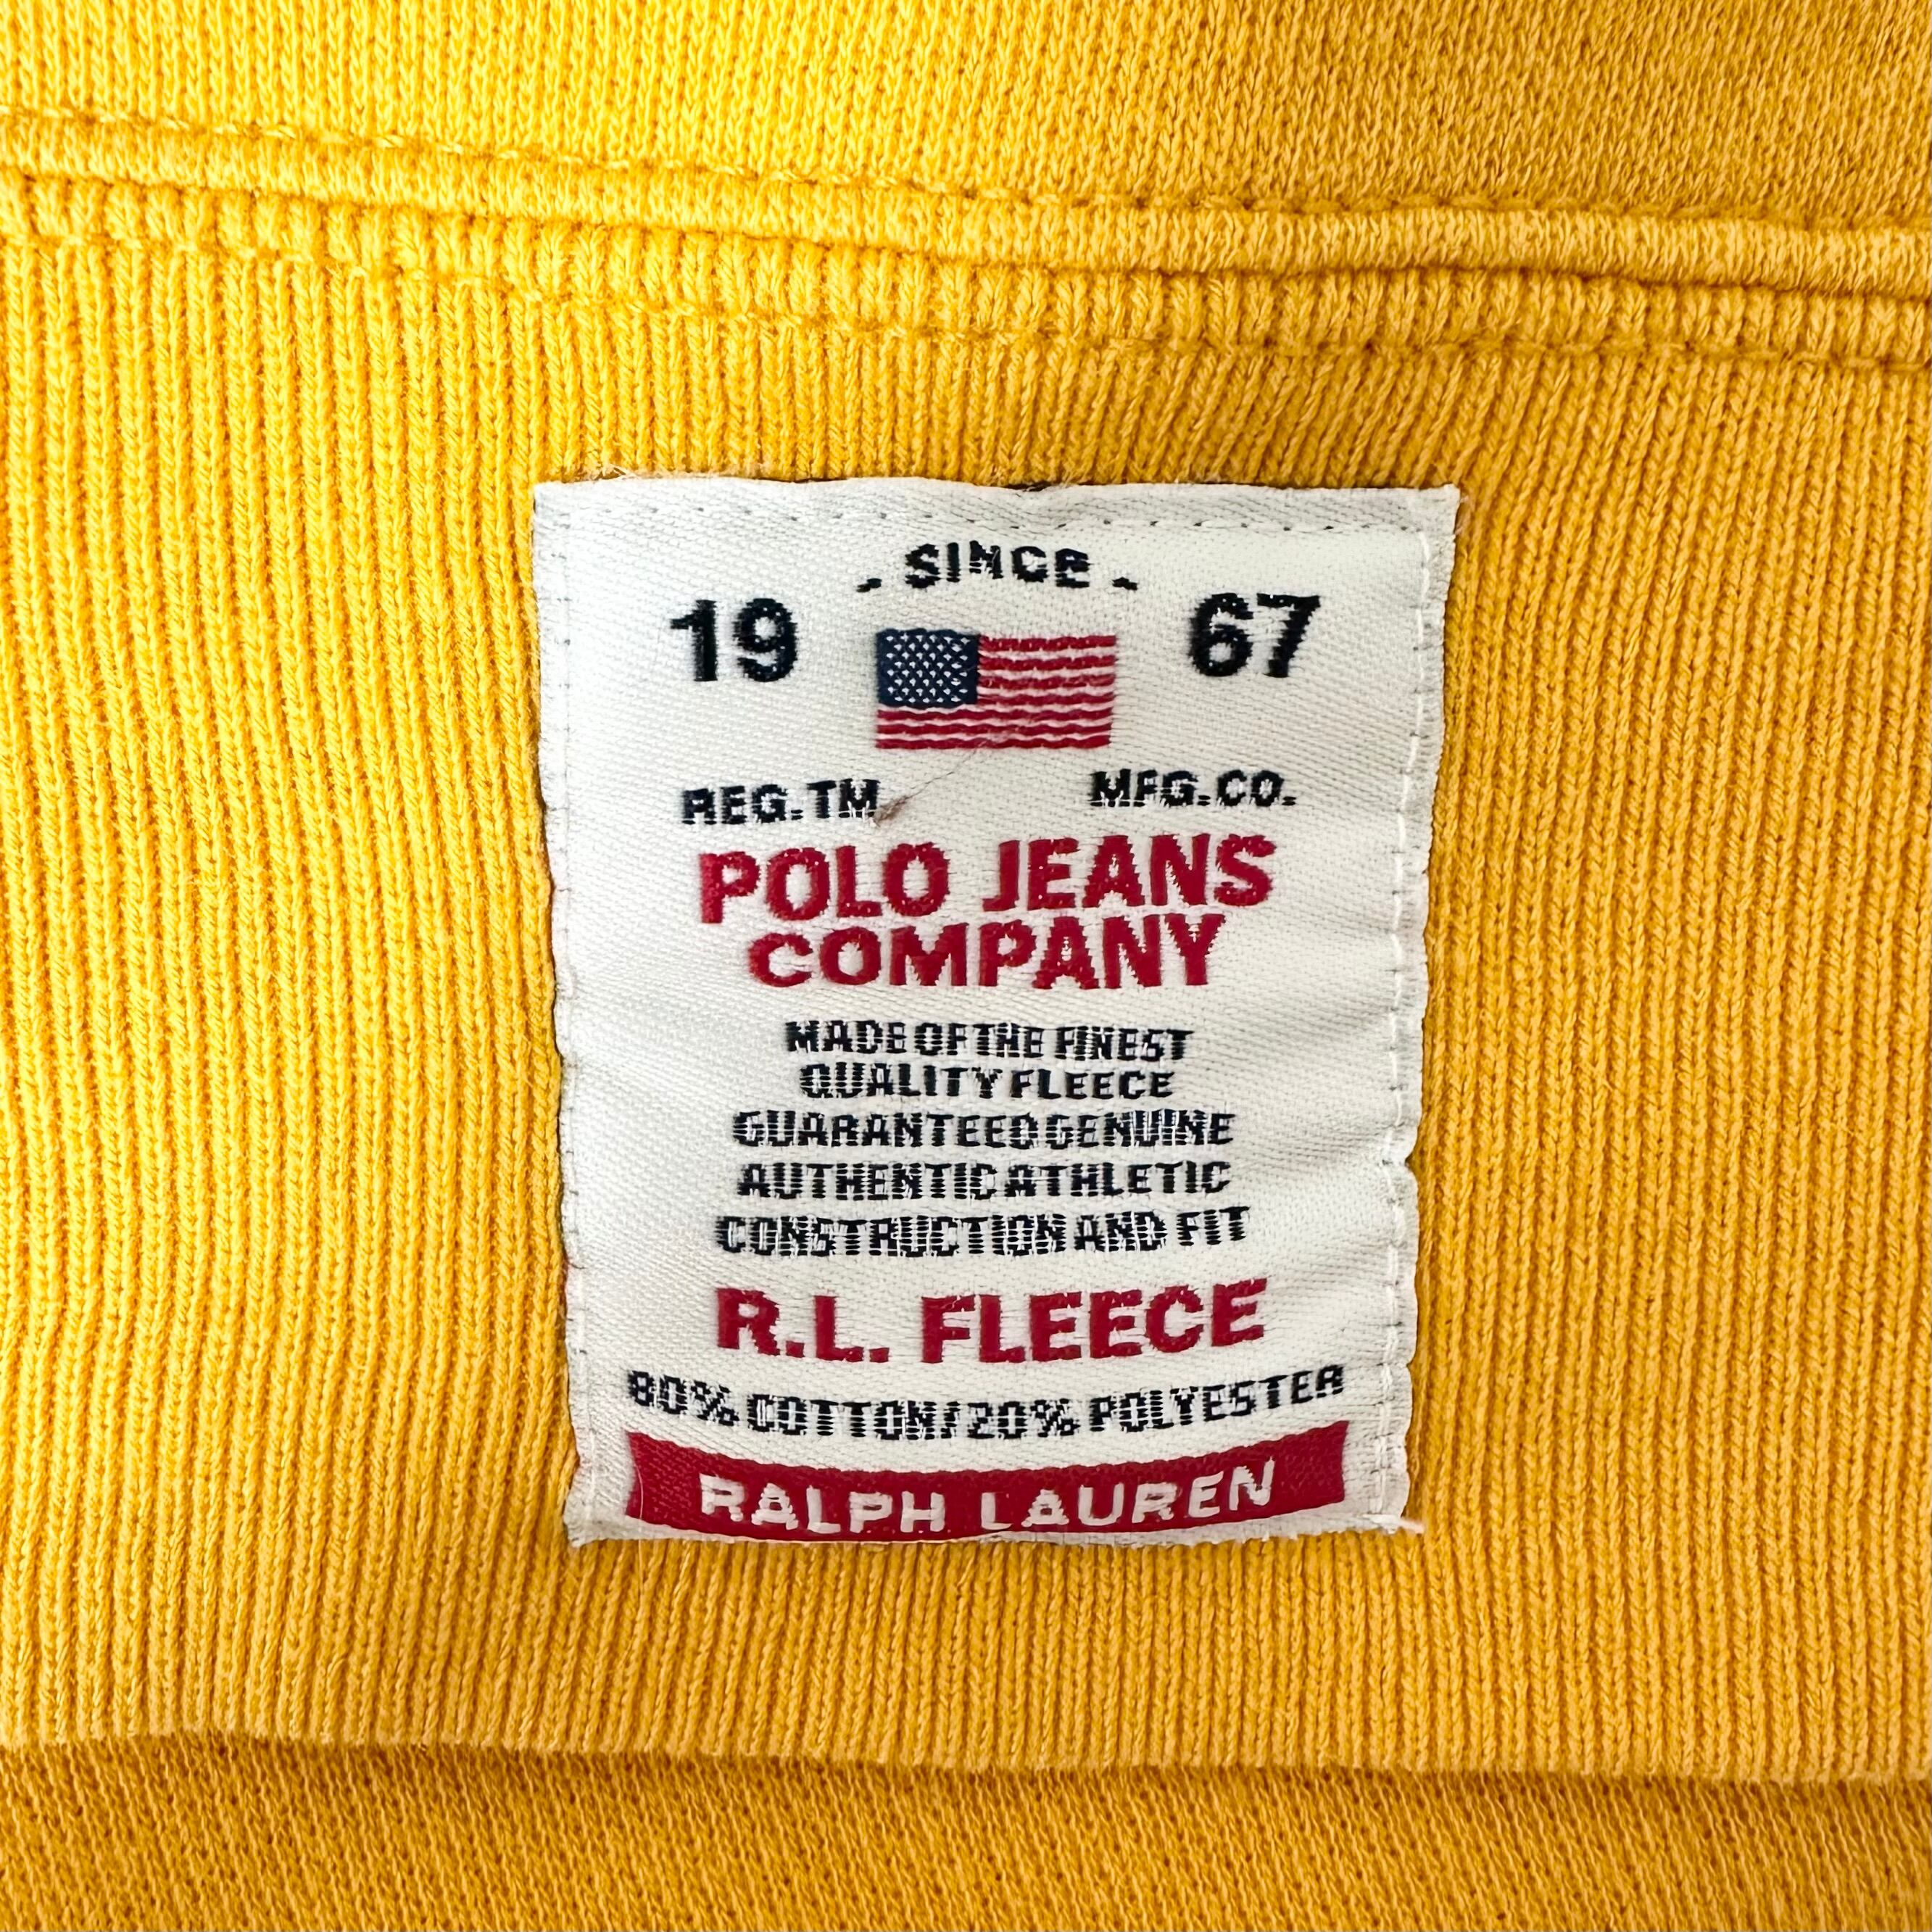 - SINCE -
19 67
REG.TM MFG.CO.
POLO JEANS
COMPANY
MADE OF THE FINEST
QUALITY FLEECE
GUARANTEED GENUINE
AUTHENTIC ATHLETIC
CONSTRUCTION AND FIT
R.L. FLEECE
80% COTTON/20% POLYESTER
RALPH LAUREN